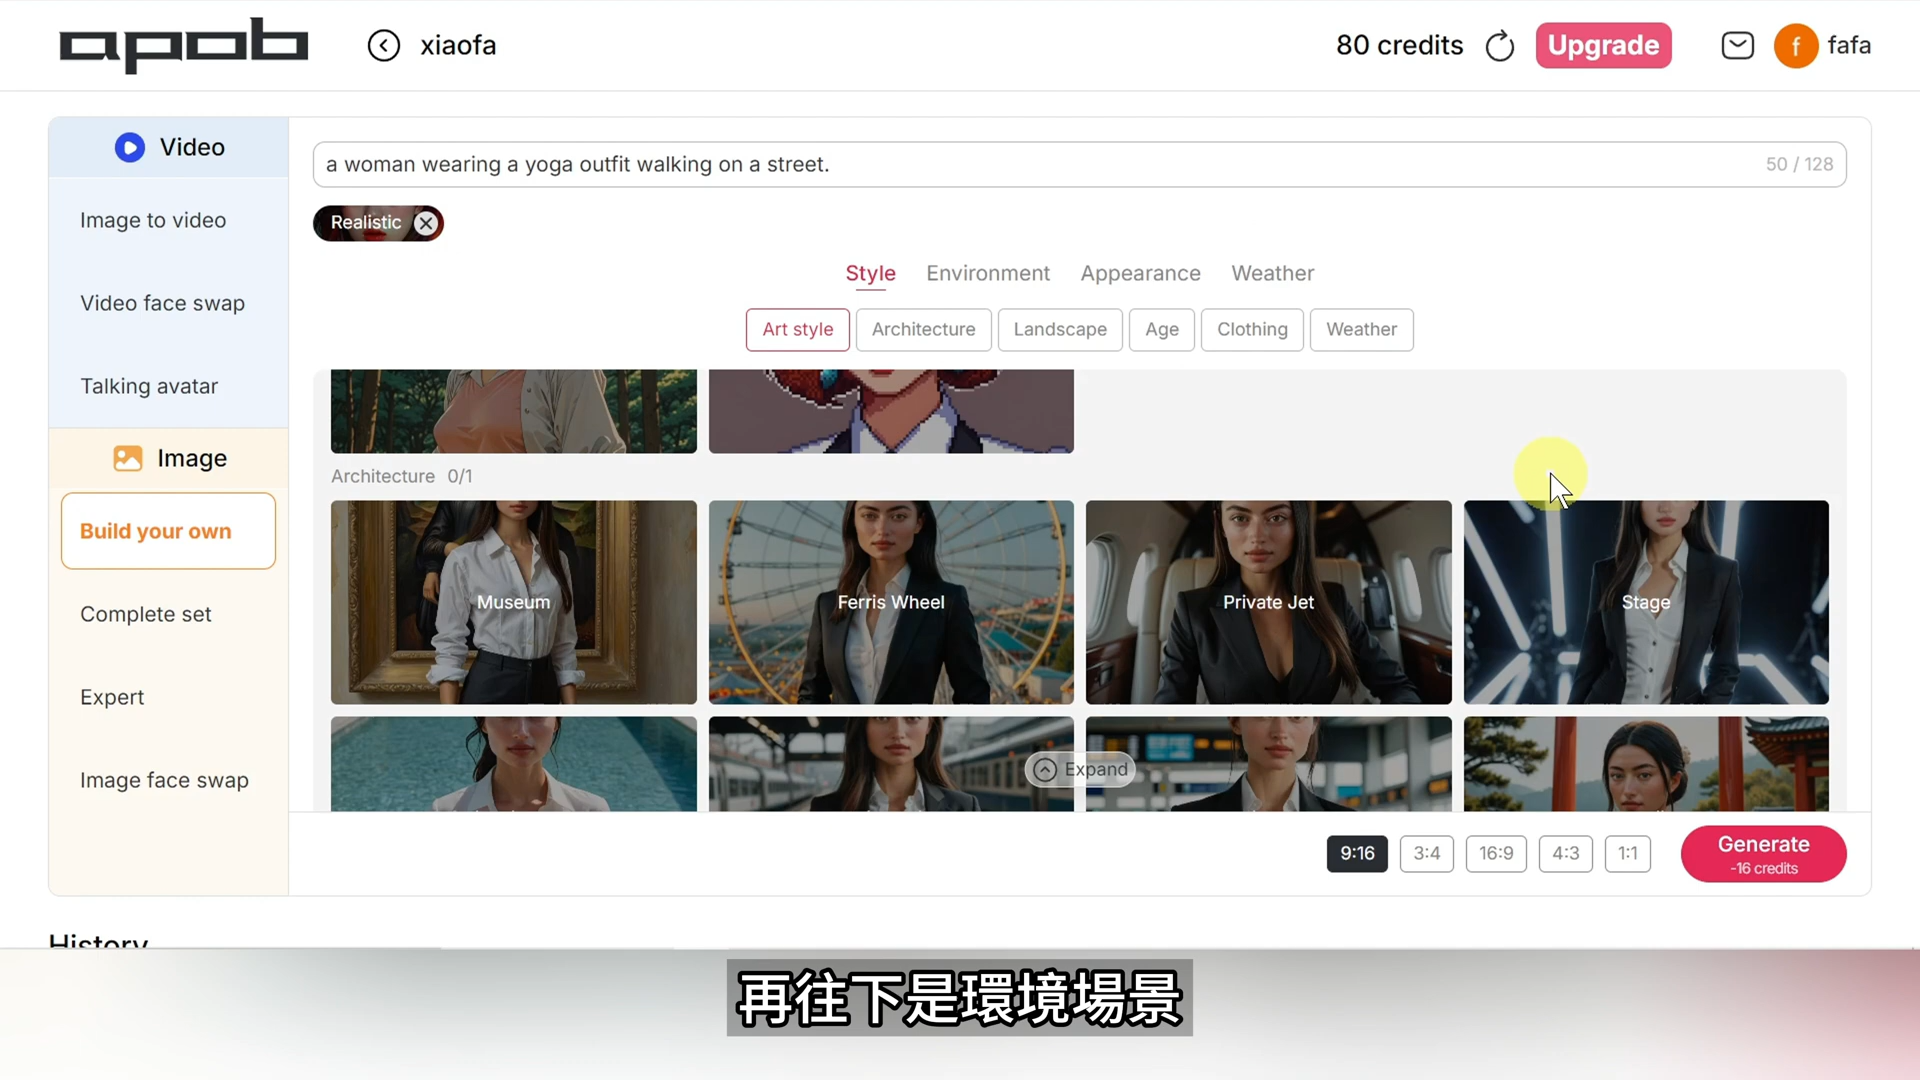 apob
xiaofa
80 credits
Upgrade
f
fafa
Video
Image to video
Video face swap
Talking avatar
Image
Build your own
Complete set
Expert
Image face swap
a woman wearing a yoga outfit walking on a street.
50 / 128
Realistic
Style
Environment
Appearance
Weather
Art style
Architecture
Landscape
Age
Clothing
Weather
Architecture 0/1
Museum
Ferris Wheel
Private Jet
Stage
Expand
9:16
3:4
16:9
4:3
1:1
Generate
-16 credits
History
再往下是環境場景